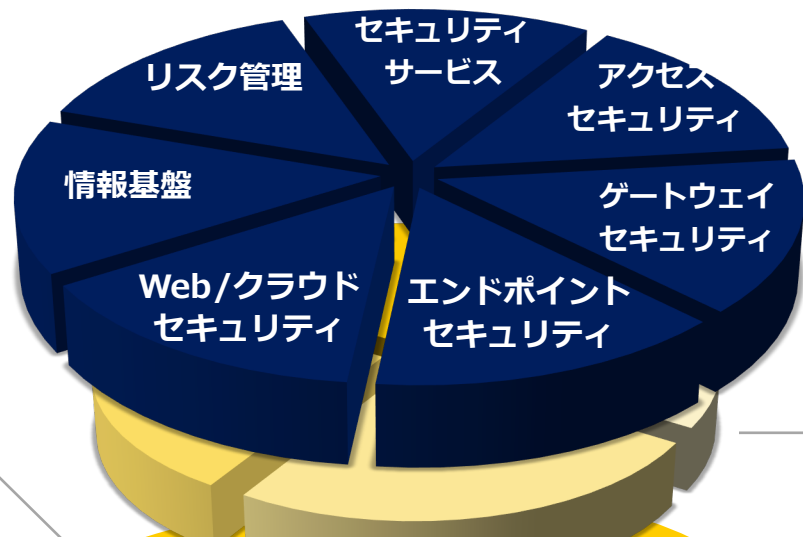 セキュリティ
サービス
アクセス
セキュリティ
ゲートウェイ
セキュリティ
エンドポイント
セキュリティ
Web/クラウド
セキュリティ
情報基盤
リスク管理